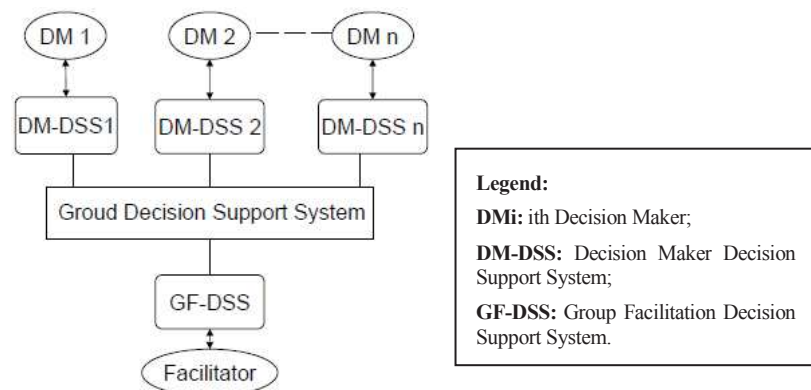 DM 1 DM 2 DM n
DM-DSS1 DM-DSS 2 DM-DSS n
Groud Decision Support System
GF-DSS
Facilitator
Legend:
DMi: ith Decision Maker;
DM-DSS: Decision Maker Decision
Support System;
GF-DSS: Group Facilitation Decision
Support System.